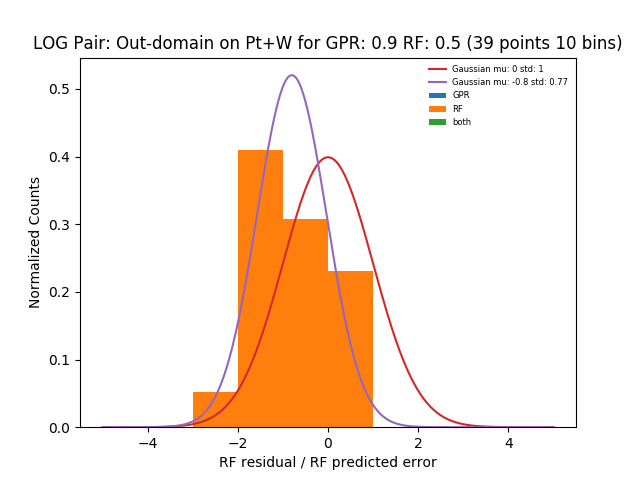 LOG Pair: Out-domain on Pt+W for GPR: 0.9 RF: 0.5 (39 points 10 bins)
Gaussian mu: 0 std: 1
Gaussian mu: -0.8 std: 0.77
GPR
RF
both
Normalized Counts
0.5
0.4
0.3
0.2
0.1
0.0
−4 −2 0 2 4
RF residual / RF predicted error